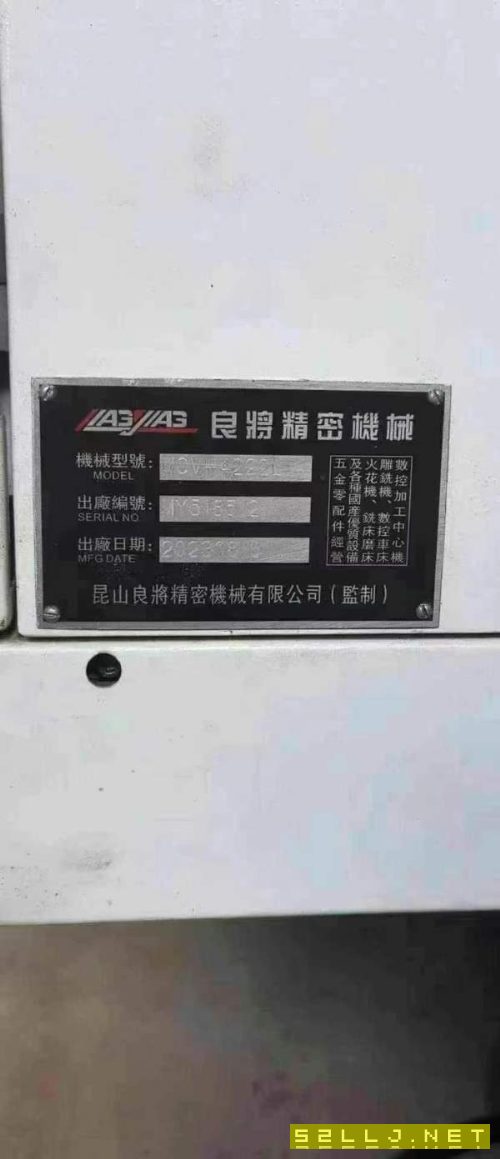 良將精密機械
機械型號：
MODEL
出廠編號：
SERIAL NO.
出廠日期：
MFG DATE
數控加工中心機
雕銑機、數控車床
火花機、銑床磨床
及各種國產優質設備
五金零配件經營
昆山良將精密機械有限公司（監制）
52LLJ.NET